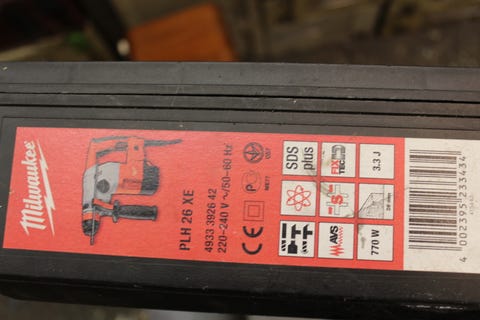 Milwaukee
PLH 26 XE
4933 3926 42
220-240 V ~/50-60 Hz
CE
SDS
plus
FIXTEC
3.3 J
S
AVS
770 W
4 002395 233434